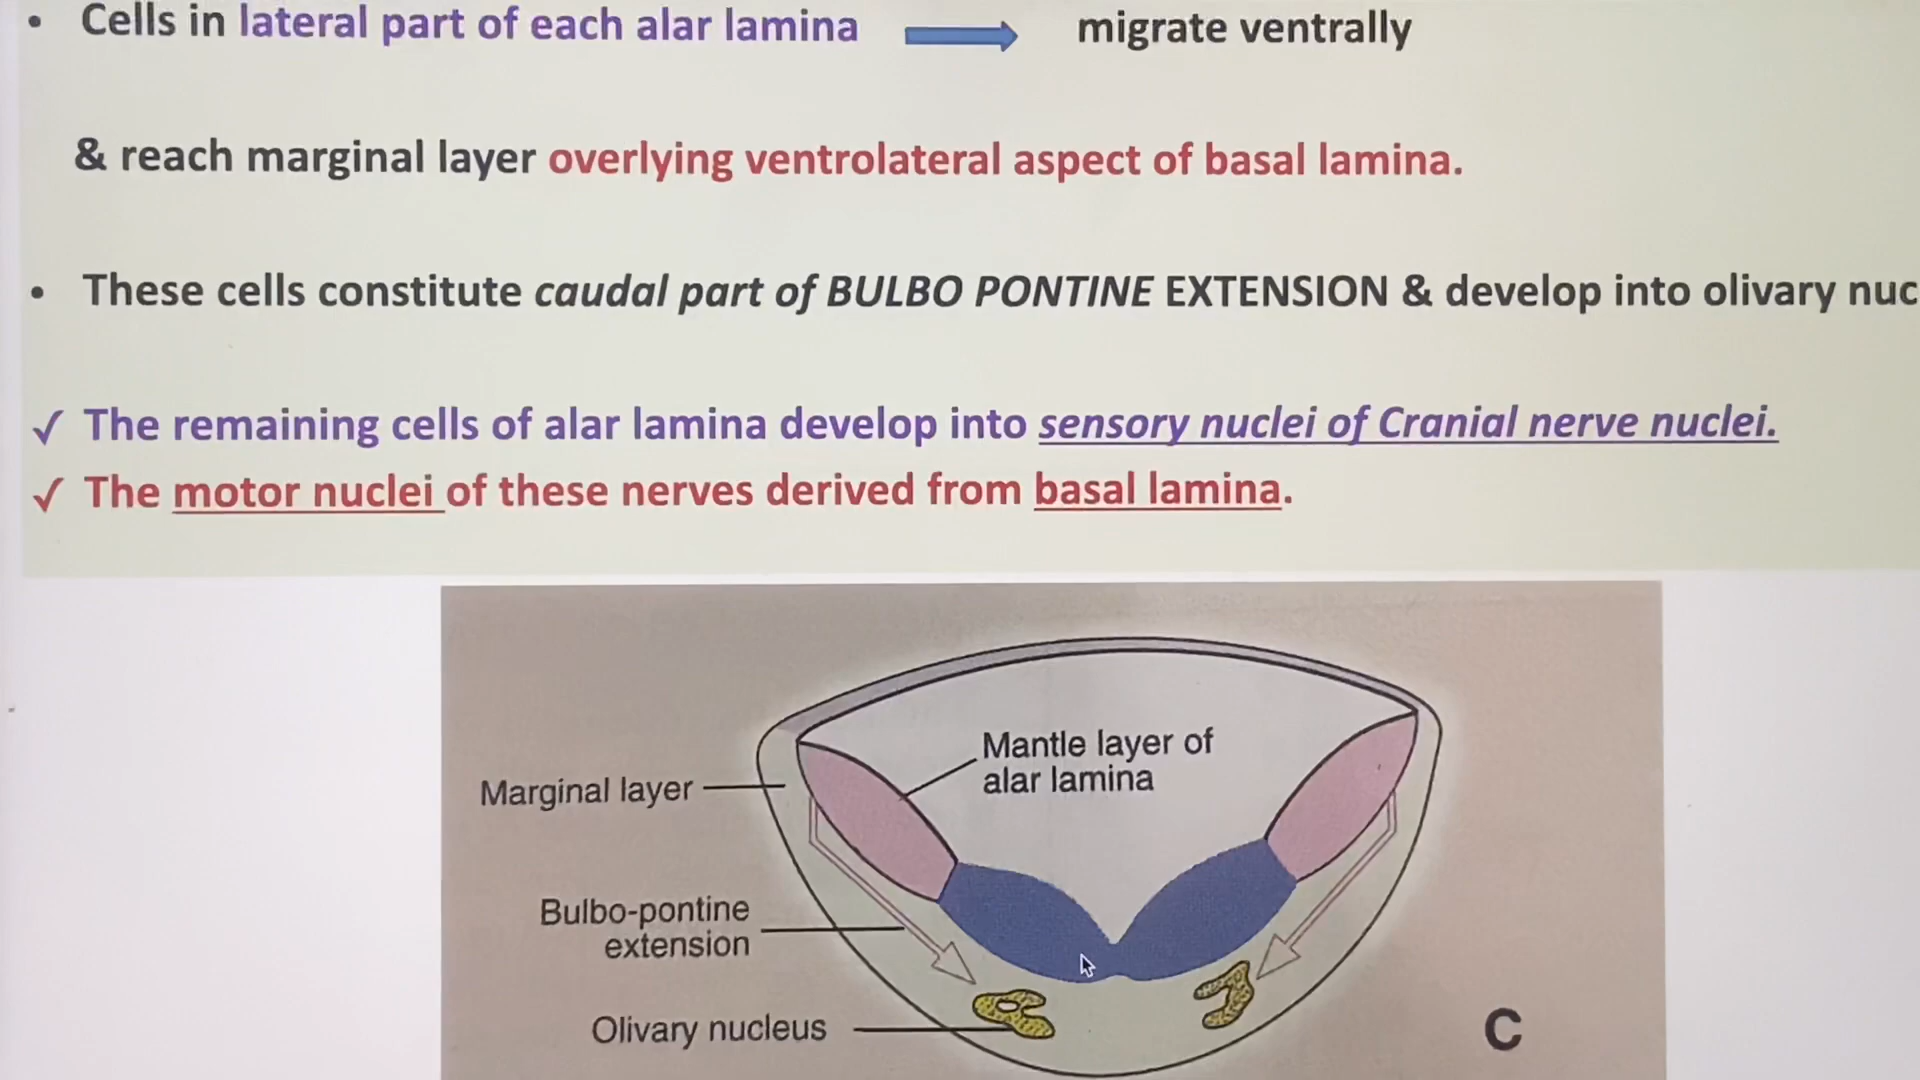 • Cells in lateral part of each alar lamina migrate ventrally
& reach marginal layer overlying ventrolateral aspect of basal lamina.
• These cells constitute caudal part of BULBO PONTINE EXTENSION & develop into olivary nuc
✓ The remaining cells of alar lamina develop into sensory nuclei of Cranial nerve nuclei.
✓ The motor nuclei of these nerves derived from basal lamina.
Mantle layer of
alar lamina
Marginal layer
Bulbo-pontine
extension
Olivary nucleus
C